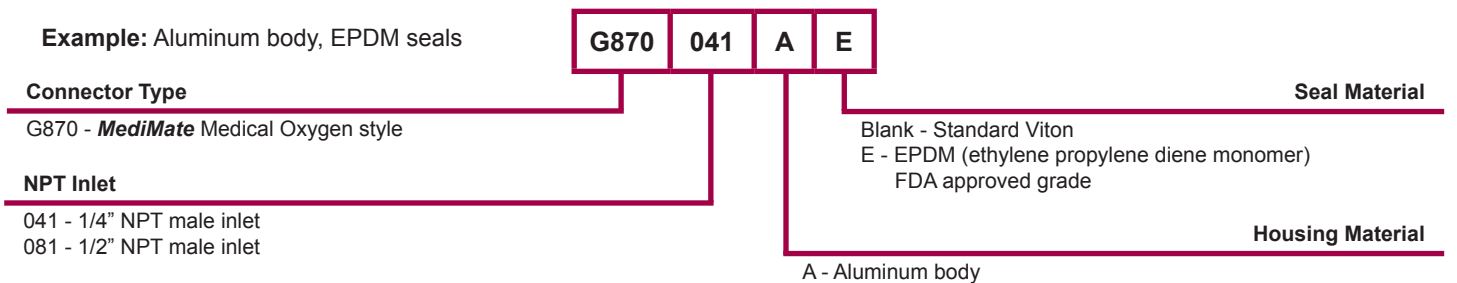 Example: Aluminum body, EPDM seals
G870 041 A E
Connector Type
G870 - MediMate Medical Oxygen style
NPT Inlet
041 - 1/4” NPT male inlet
081 - 1/2” NPT male inlet
Seal Material
Blank - Standard Viton
E - EPDM (ethylene propylene diene monomer)
FDA approved grade
Housing Material
A - Aluminum body